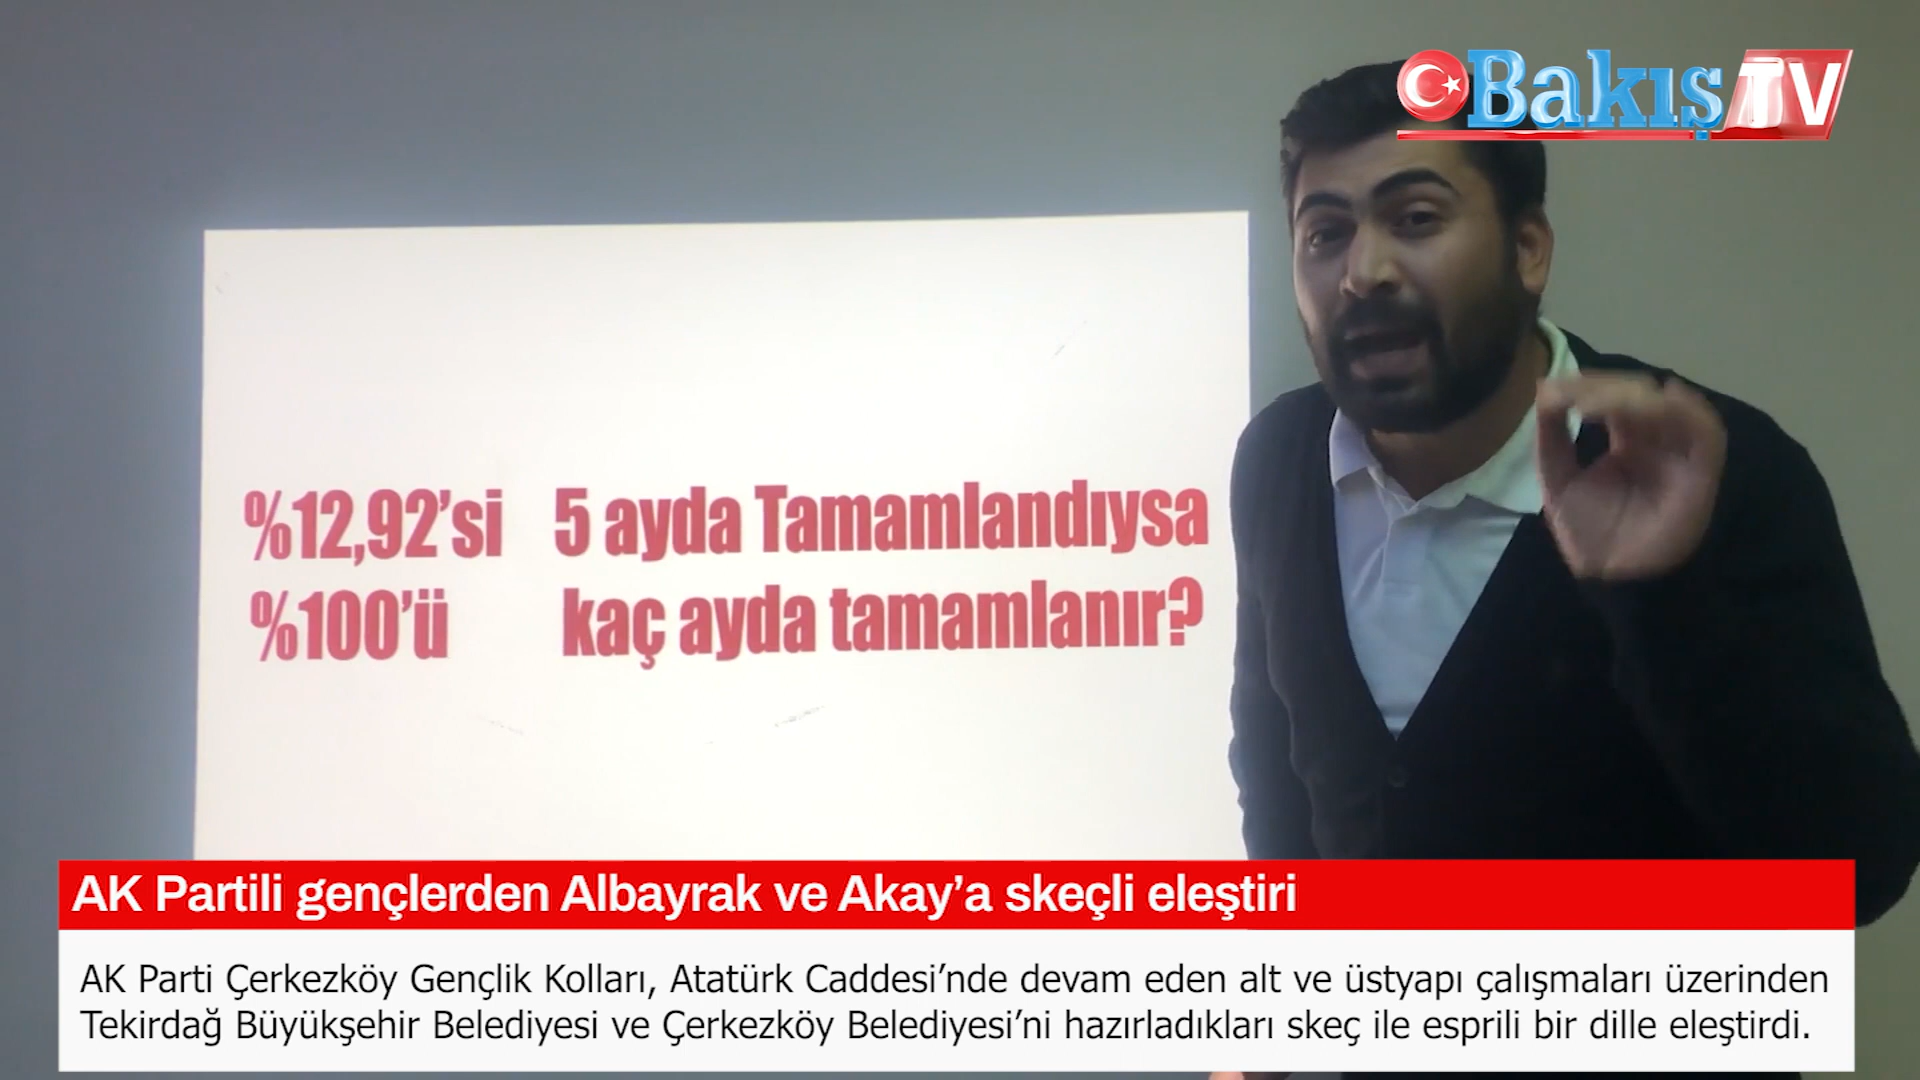 Bakış TV
%12,92'si 5 ayda Tamamlandıysa
%100'ü kaç ayda tamamlanır?
AK Partili gençlerden Albayrak ve Akay'a skeçli eleştiri
AK Parti Çerkezköy Gençlik Kolları, Atatürk Caddesi'nde devam eden alt ve üstyapı çalışmaları üzerinden
Tekirdağ Büyükşehir Belediyesi ve Çerkezköy Belediyesi'ni hazırladıkları skeç ile esprili bir dille eleştirdi.